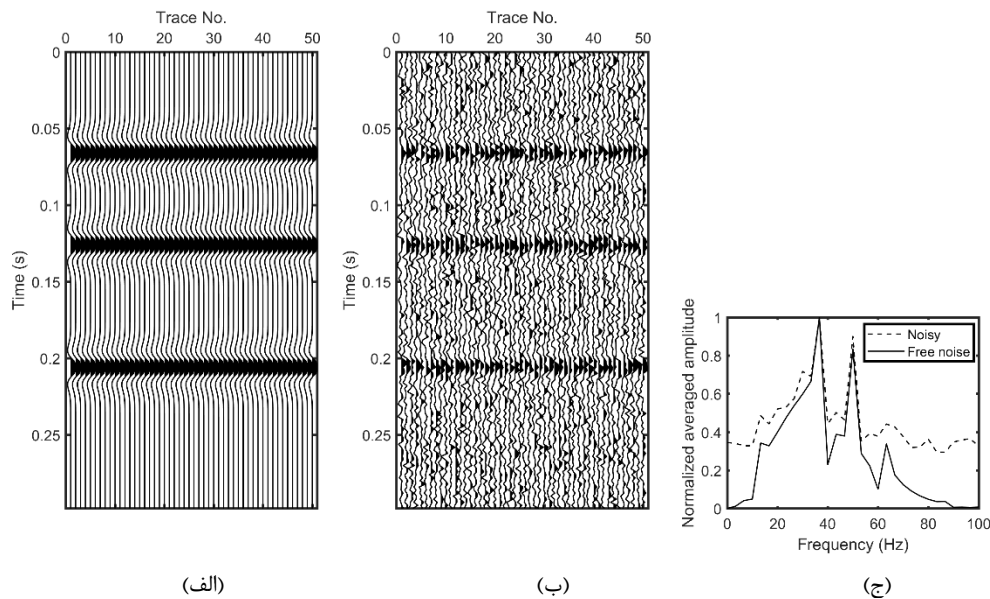 Trace No.
0 10 20 30 40 50
0
0.05
0.1
0.15
0.2
0.25
Time (s)
(الف)
Trace No.
0 10 20 30 40 50
0
0.05
0.1
0.15
0.2
0.25
Time (s)
(ب)
1
0.8
0.6
0.4
0.2
0
Normalized averaged amplitude
Noisy
Free noise
0 20 40 60 80 100
Frequency (Hz)
(ج)